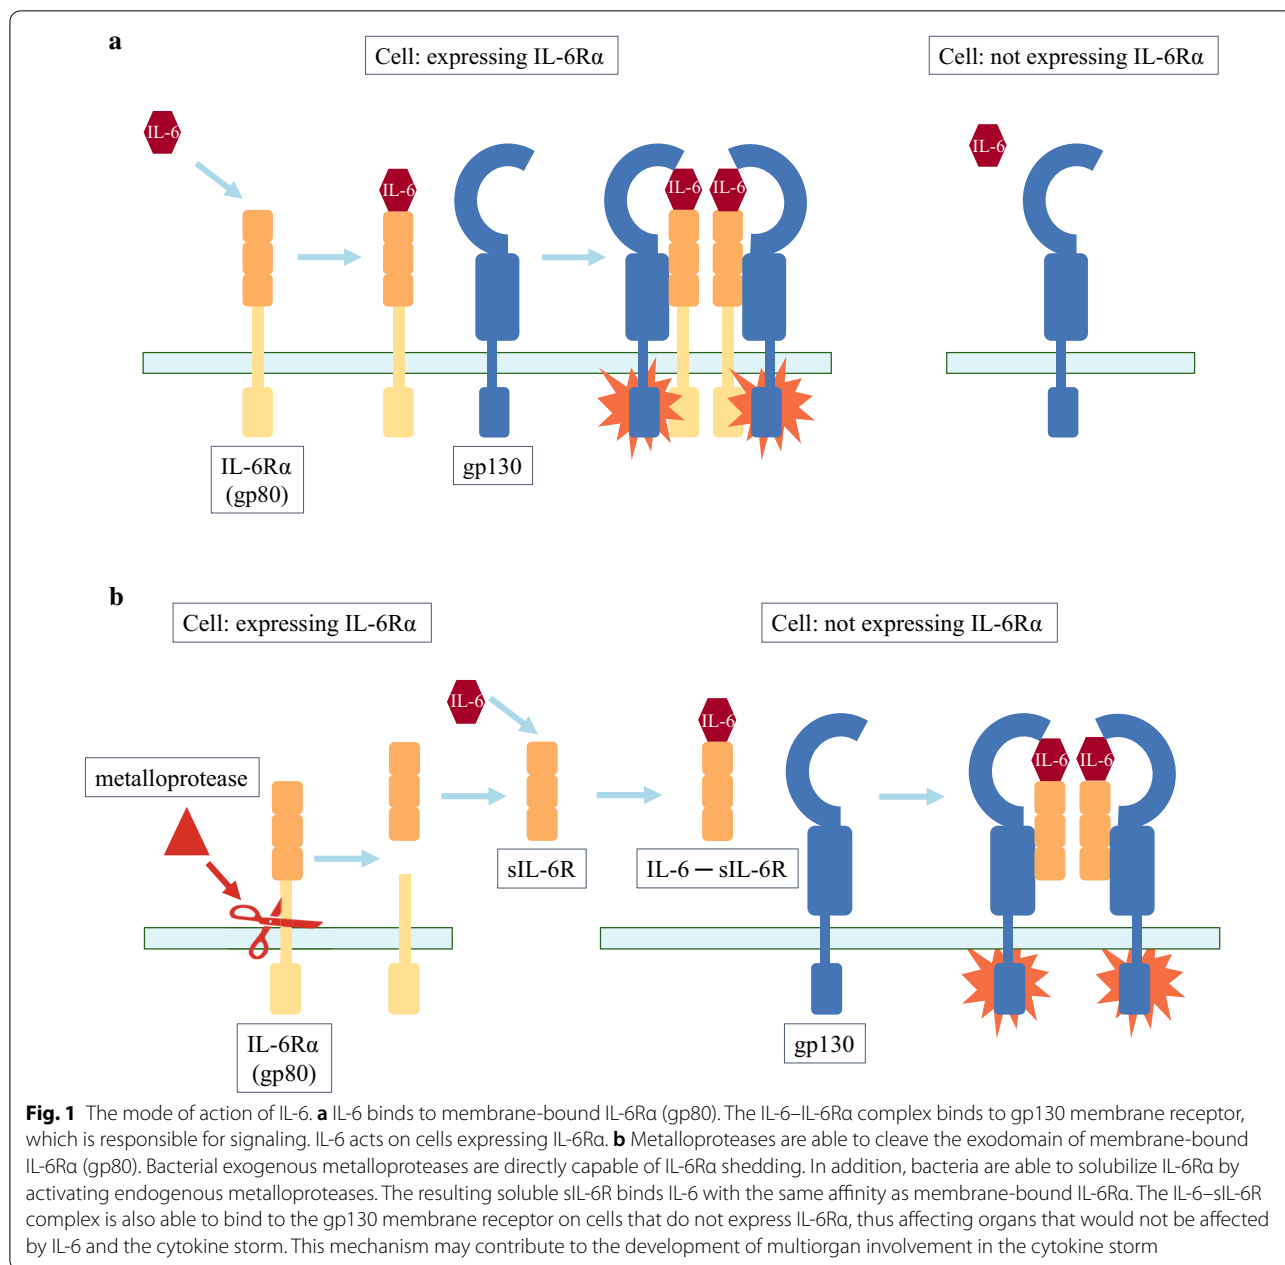 a
Cell: expressing IL-6Rα
Cell: not expressing IL-6Rα
IL-6
IL-6
IL-6
IL-6
IL-6
IL-6Rα
(gp80)
gp130
b
Cell: expressing IL-6Rα
Cell: not expressing IL-6Rα
IL-6
IL-6
IL-6
IL-6
metalloprotease
sIL-6R
IL-6 – sIL-6R
IL-6Rα
(gp80)
gp130
Fig. 1 The mode of action of IL-6. a IL-6 binds to membrane-bound IL-6Rα (gp80). The IL-6–IL-6Rα complex binds to gp130 membrane receptor,
which is responsible for signaling. IL-6 acts on cells expressing IL-6Rα. b Metalloproteases are able to cleave the exodomain of membrane-bound
IL-6Rα (gp80). Bacterial exogenous metalloproteases are directly capable of IL-6Rα shedding. In addition, bacteria are able to solubilize IL-6Rα by
activating endogenous metalloproteases. The resulting soluble sIL-6R binds IL-6 with the same affinity as membrane-bound IL-6Rα. The IL-6–sIL-6R
complex is also able to bind to the gp130 membrane receptor on cells that do not express IL-6Rα, thus affecting organs that would not be affected
by IL-6 and the cytokine storm. This mechanism may contribute to the development of multiorgan involvement in the cytokine storm